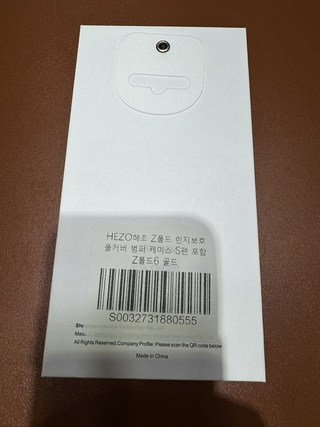 HEZO헤조 Z폴드 힌지보호
풀커버 범퍼 케이스 S펜 포함
Z폴드6 골드
S0032731880555
All Rights Reserved.Company Profile:Please scan the QR code below
Made in China